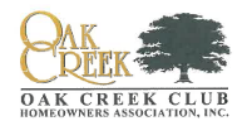 OAK
CREEK
OAK CREEK CLUB
HOMEOWNERS ASSOCIATION, INC.